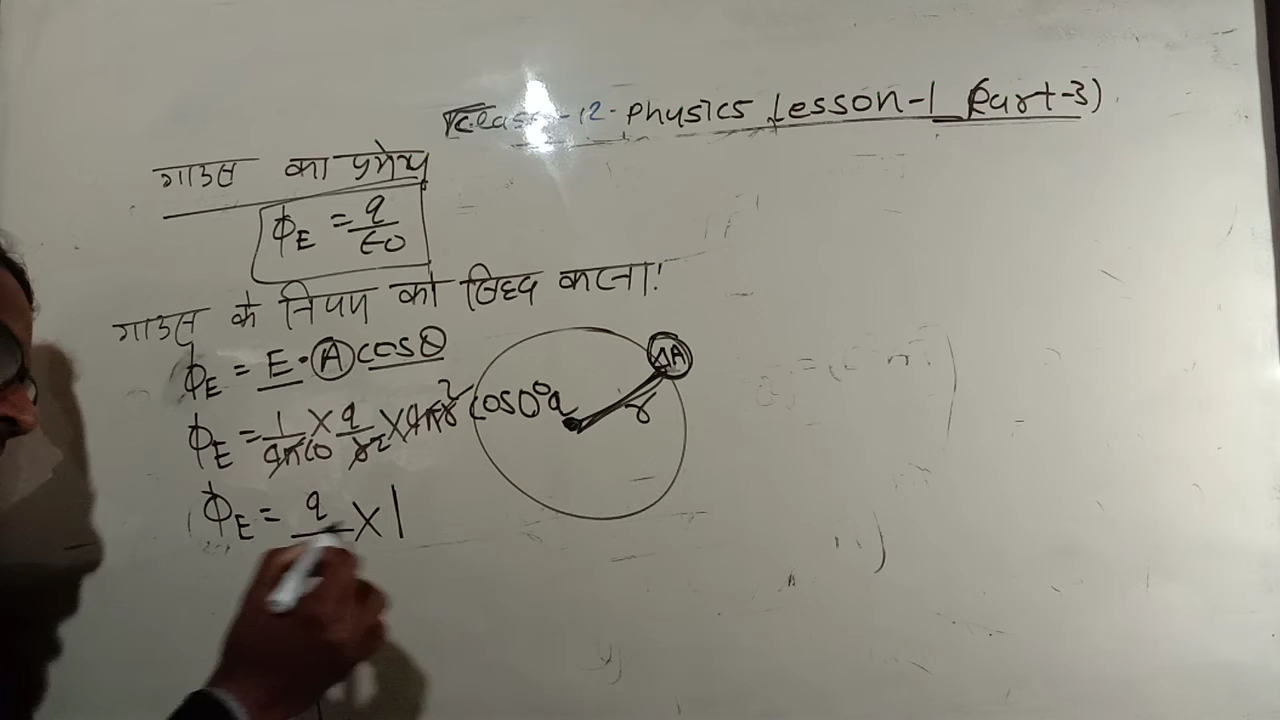 Class-12-Physics Lesson-1 (Part-3)
गाउस का प्रमेय
ϕE = q/ϵ0
गाउस के नियम को सिद्ध करना!
ϕE = E·A cosθ
ΔA
ϕE = 1/4πϵ0 × q/r2 × 4πr2 cos0°
q
r
ϕE = q × 1